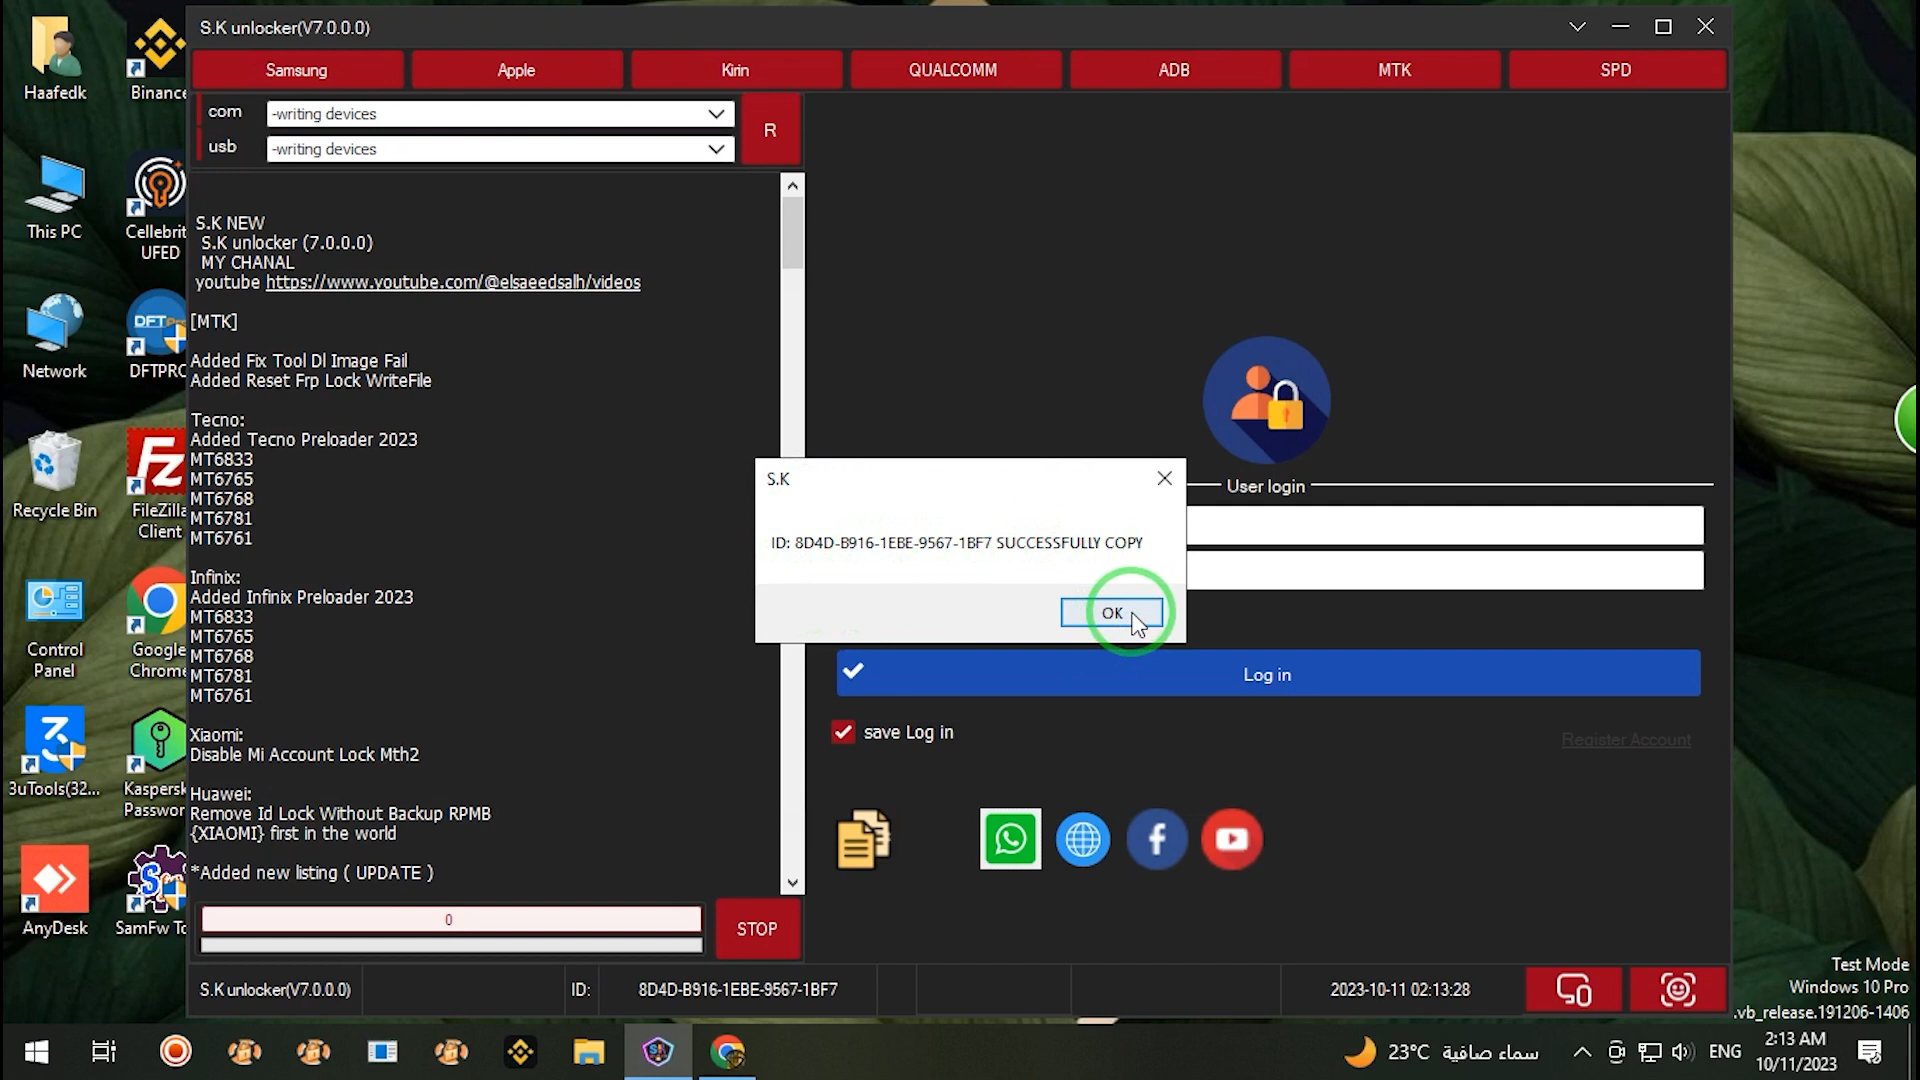 Haafedk
Binance
This PC
Cellebrit
UFED
Network
DFTPRO
Recycle Bin
FileZilla
Client
Control
Panel
Google
Chrome
3uTools(32...
Kaspersk
Passwor
AnyDesk
SamFw To
S.K unlocker(V7.0.0.0)
Samsung
Apple
Kirin
QUALCOMM
ADB
MTK
SPD
com
-writing devices
usb
-writing devices
R
S.K NEW
S.K unlocker (7.0.0.0)
MY CHANAL
youtube https://www.youtube.com/@elsaeedsalh/videos
[MTK]
Added Fix Tool Dl Image Fail
Added Reset Frp Lock WriteFile
Tecno:
Added Tecno Preloader 2023
MT6833
MT6765
MT6768
MT6781
MT6761
Infinix:
Added Infinix Preloader 2023
MT6833
MT6765
MT6768
MT6781
MT6761
Xiaomi:
Disable Mi Account Lock Mth2
Huawei:
Remove Id Lock Without Backup RPMB
{XIAOMI} first in the world
*Added new listing ( UPDATE )
0
STOP
User login
S.K
ID: 8D4D-B916-1EBE-9567-1BF7 SUCCESSFULLY COPY
OK
Log in
save Log in
Register Account
S.K unlocker(V7.0.0.0)
ID:
8D4D-B916-1EBE-9567-1BF7
2023-10-11 02:13:28
Test Mode
Windows 10 Pro
.vb_release.191206-1406
23°C سماء صافية
ENG
2:13 AM
10/11/2023